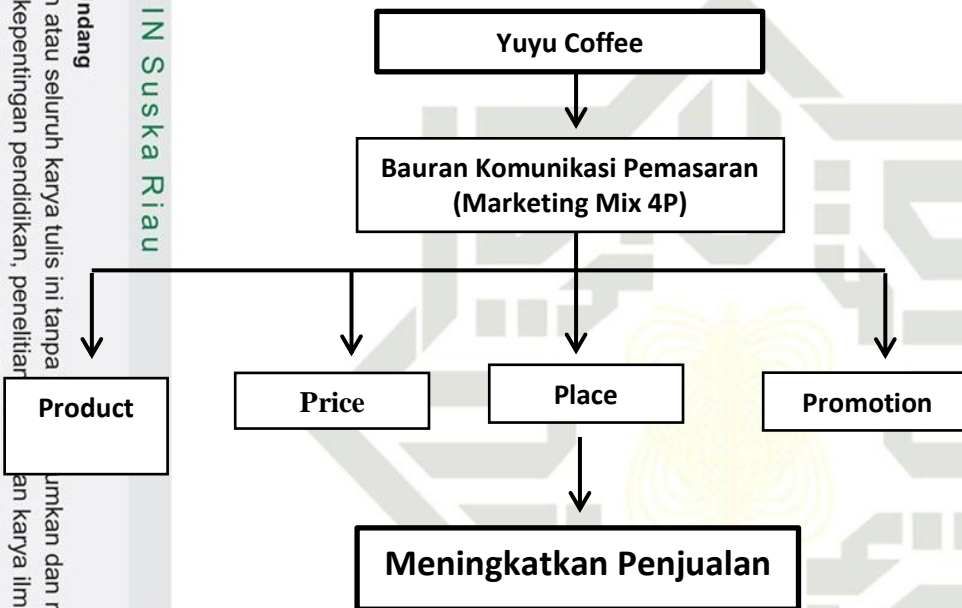 Yuyu Coffee
Bauran Komunikasi Pemasaran
(Marketing Mix 4P)
Product
Price
Place
Promotion
Meningkatkan Penjualan
IN Suska Riau
ndang
atau seluruh karya tulis ini tanpa
umkan dan
kepentingan pendidikan, penelitian
an karya ilm